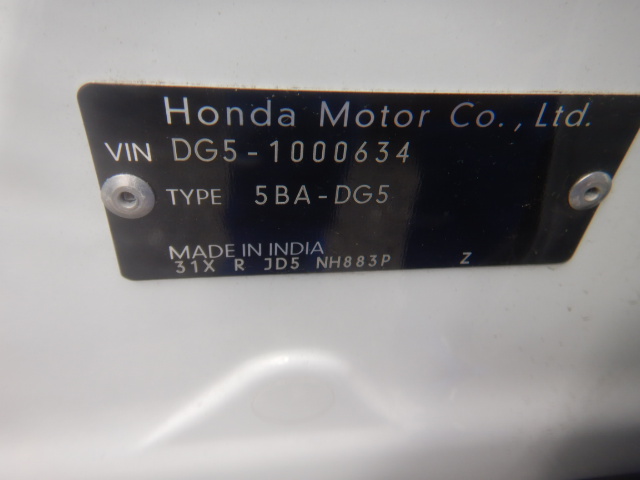 Honda Motor Co., Ltd.
VIN DG5-1000634
TYPE 5BA-DG5
MADE IN INDIA
31X R JD5 NH883P Z